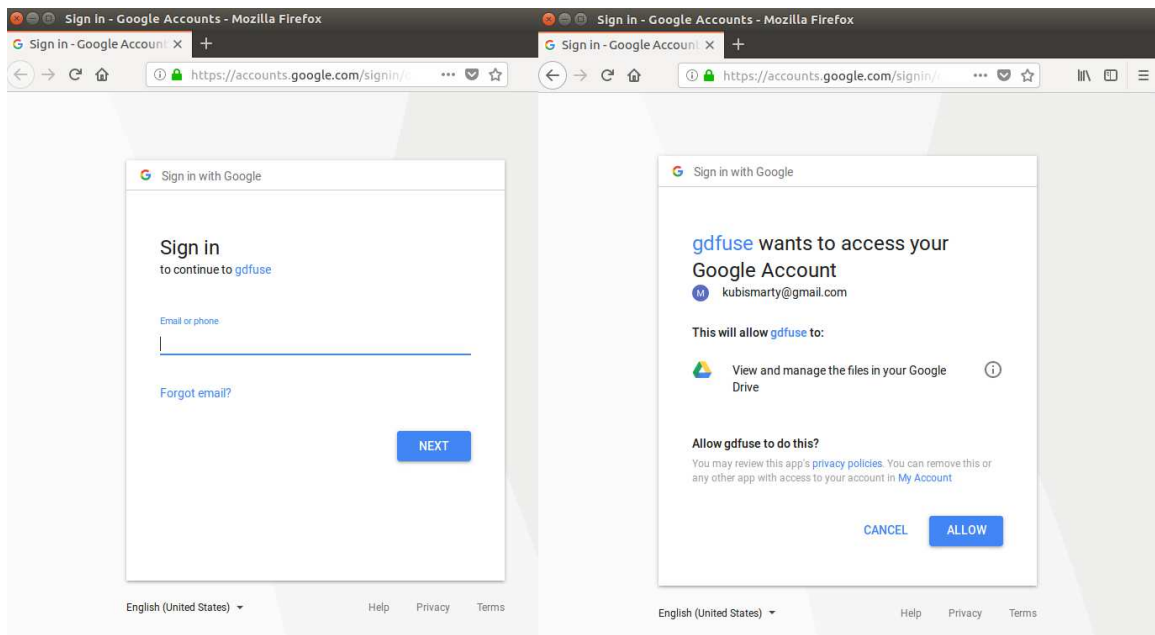 Sign in - Google Accounts - Mozilla Firefox
G Sign in - Google Account × +
https://accounts.google.com/signin/
G Sign in with Google
Sign in
to continue to gdfuse
Email or phone
Forgot email?
NEXT
English (United States) Help Privacy Terms
Sign in - Google Accounts - Mozilla Firefox
G Sign in - Google Account × +
https://accounts.google.com/signin/
G Sign in with Google
gdfuse wants to access your
Google Account
M kubismarty@gmail.com
This will allow gdfuse to:
View and manage the files in your Google
Drive
Allow gdfuse to do this?
You may review this app's privacy policies. You can remove this or
any other app with access to your account in My Account
CANCEL ALLOW
English (United States) Help Privacy Terms